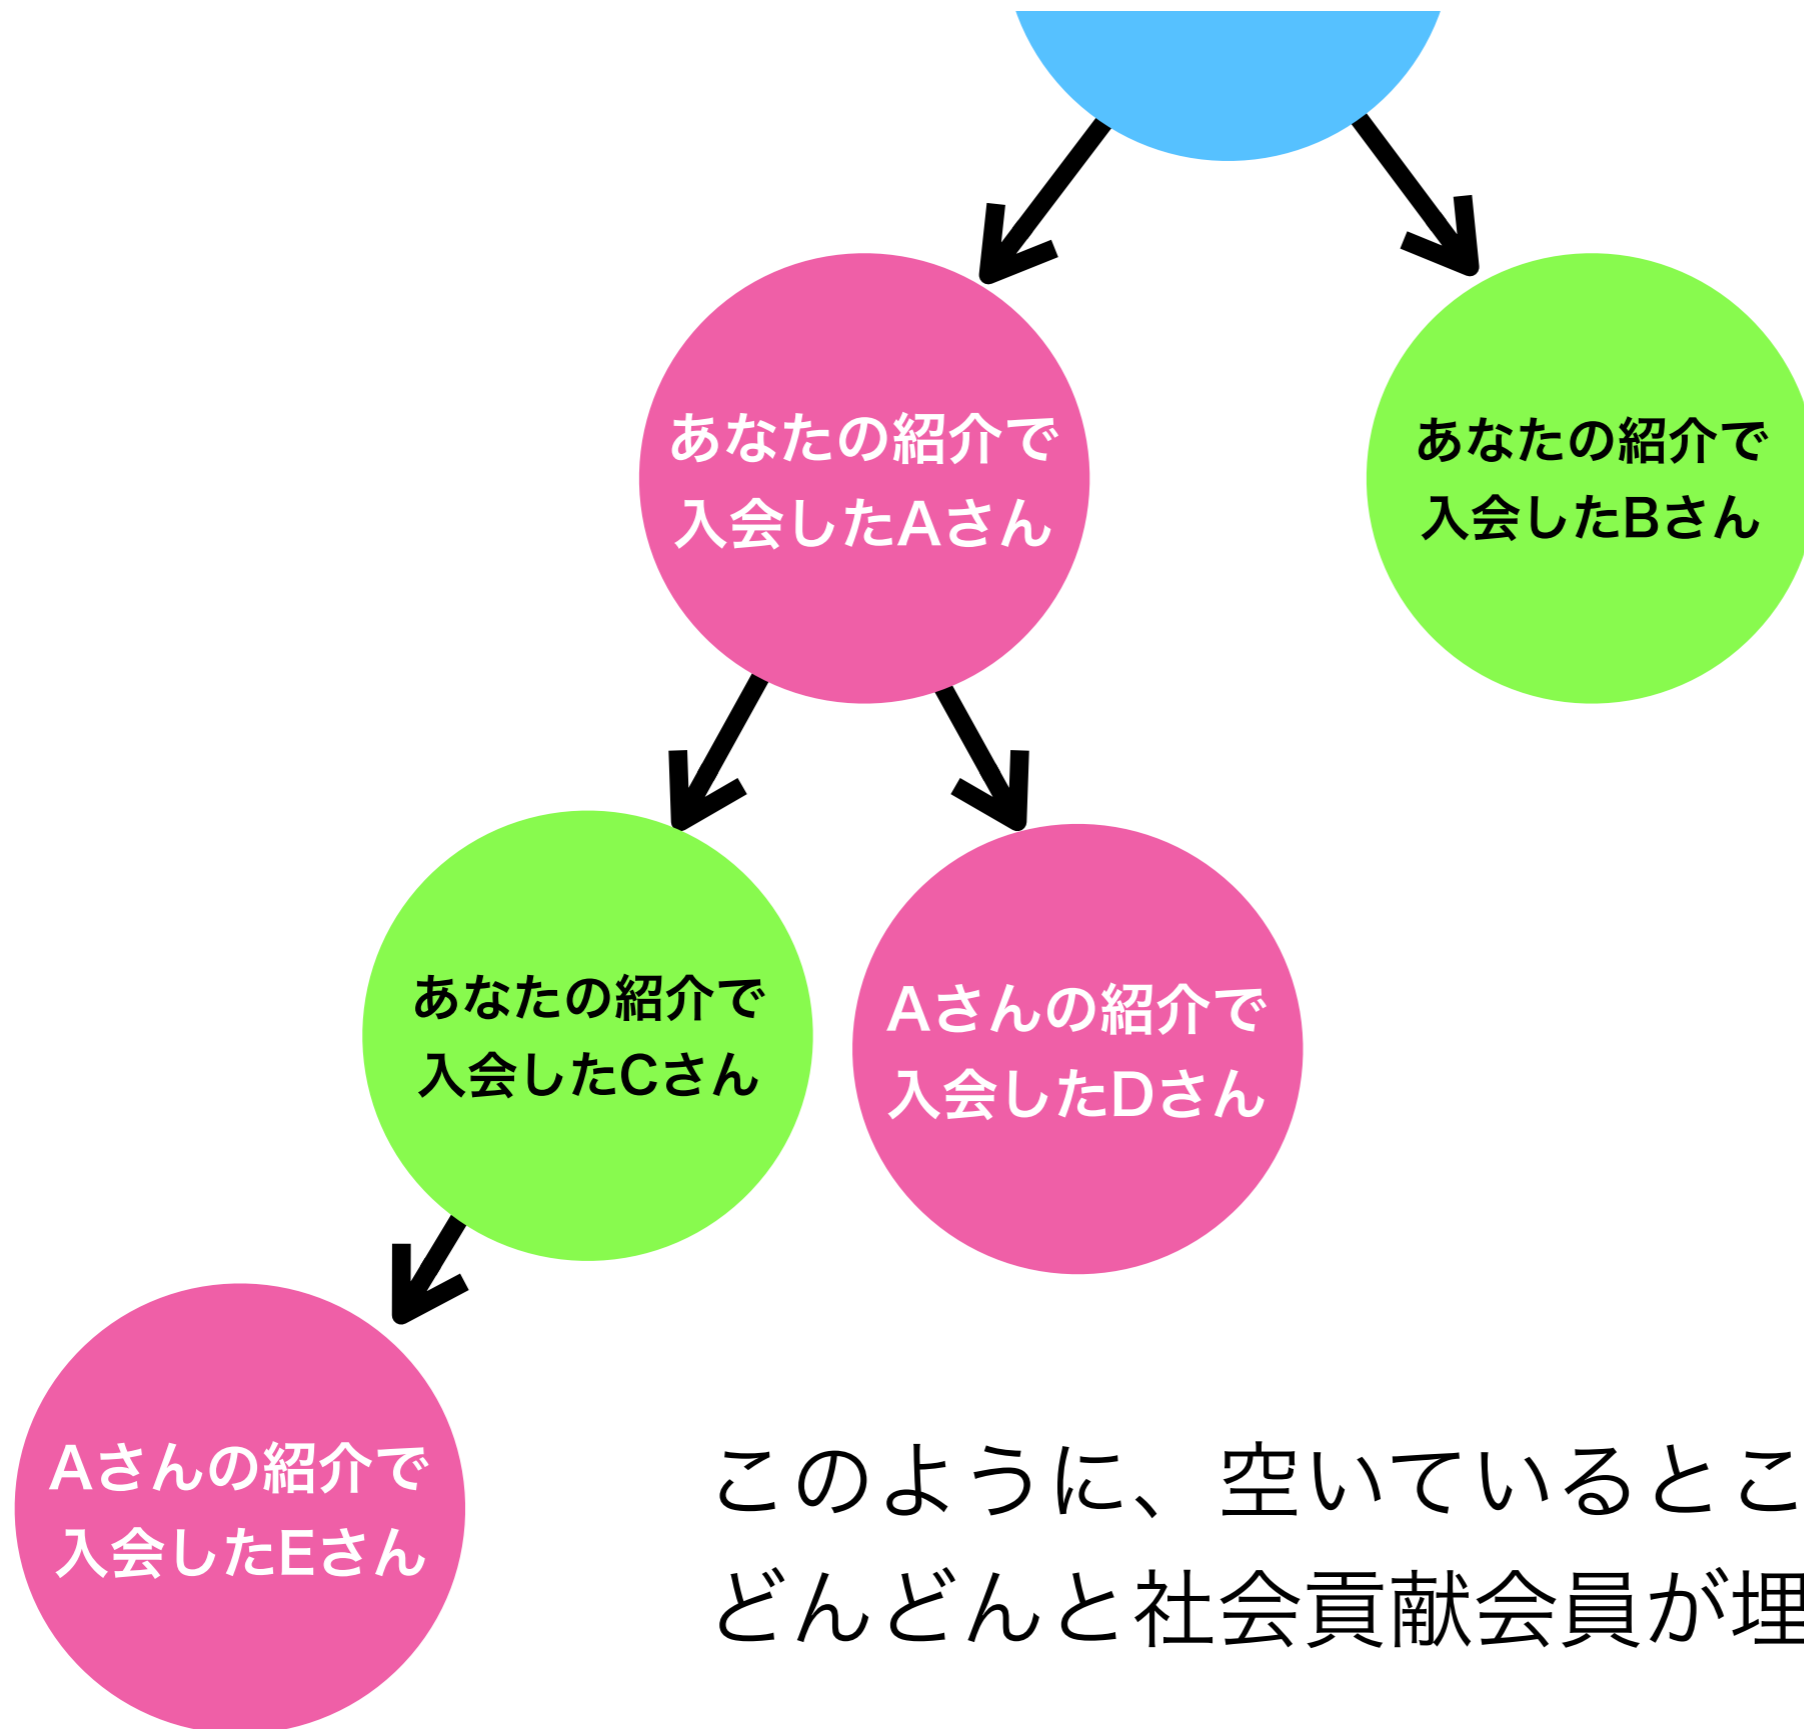 あなたの紹介で
入会したAさん
あなたの紹介で
入会したBさん
あなたの紹介で
入会したCさん
Aさんの紹介で
入会したDさん
Aさんの紹介で
入会したEさん
このように、空いているとこ
どんどんと社会貢献会員が埋